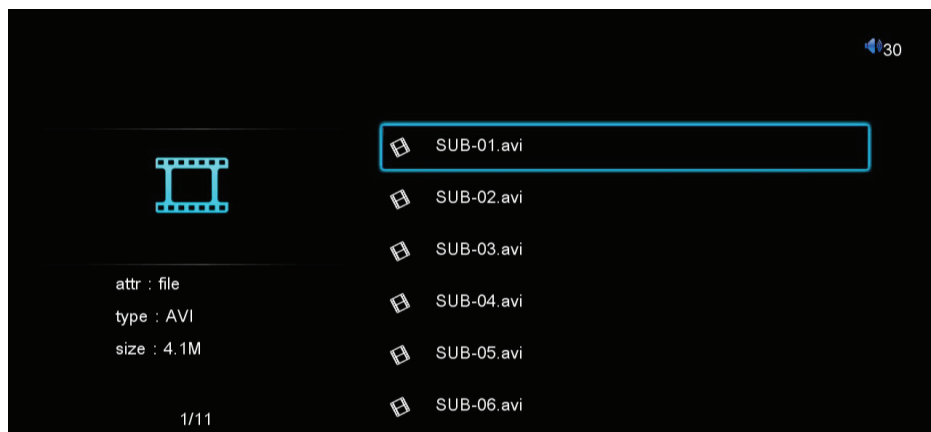 30
SUB-01.avi
SUB-02.avi
SUB-03.avi
SUB-04.avi
SUB-05.avi
SUB-06.avi
attr : file
type : AVI
size : 4.1M
1/11